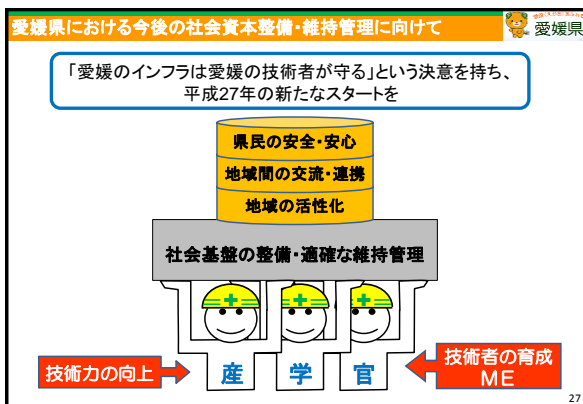 愛媛県における今後の社会資本整備・維持管理に向けて
愛媛県
「愛媛のインフラは愛媛の技術者が守る」という決意を持ち、
平成27年の新たなスタートを
県民の安全・安心
地域間の交流・連携
地域の活性化
社会基盤の整備・適確な維持管理
産 学 官
技術力の向上
技術者の育成
ME
27